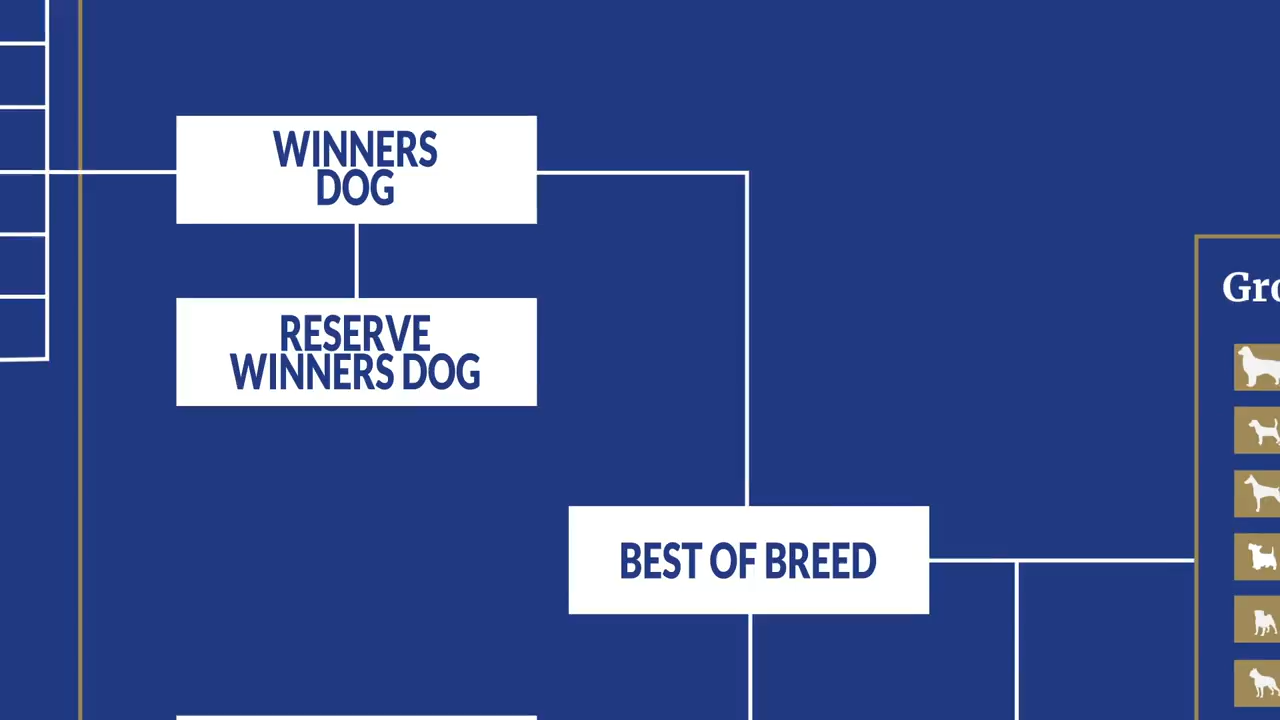 WINNERS
DOG
RESERVE
WINNERS DOG
BEST OF BREED